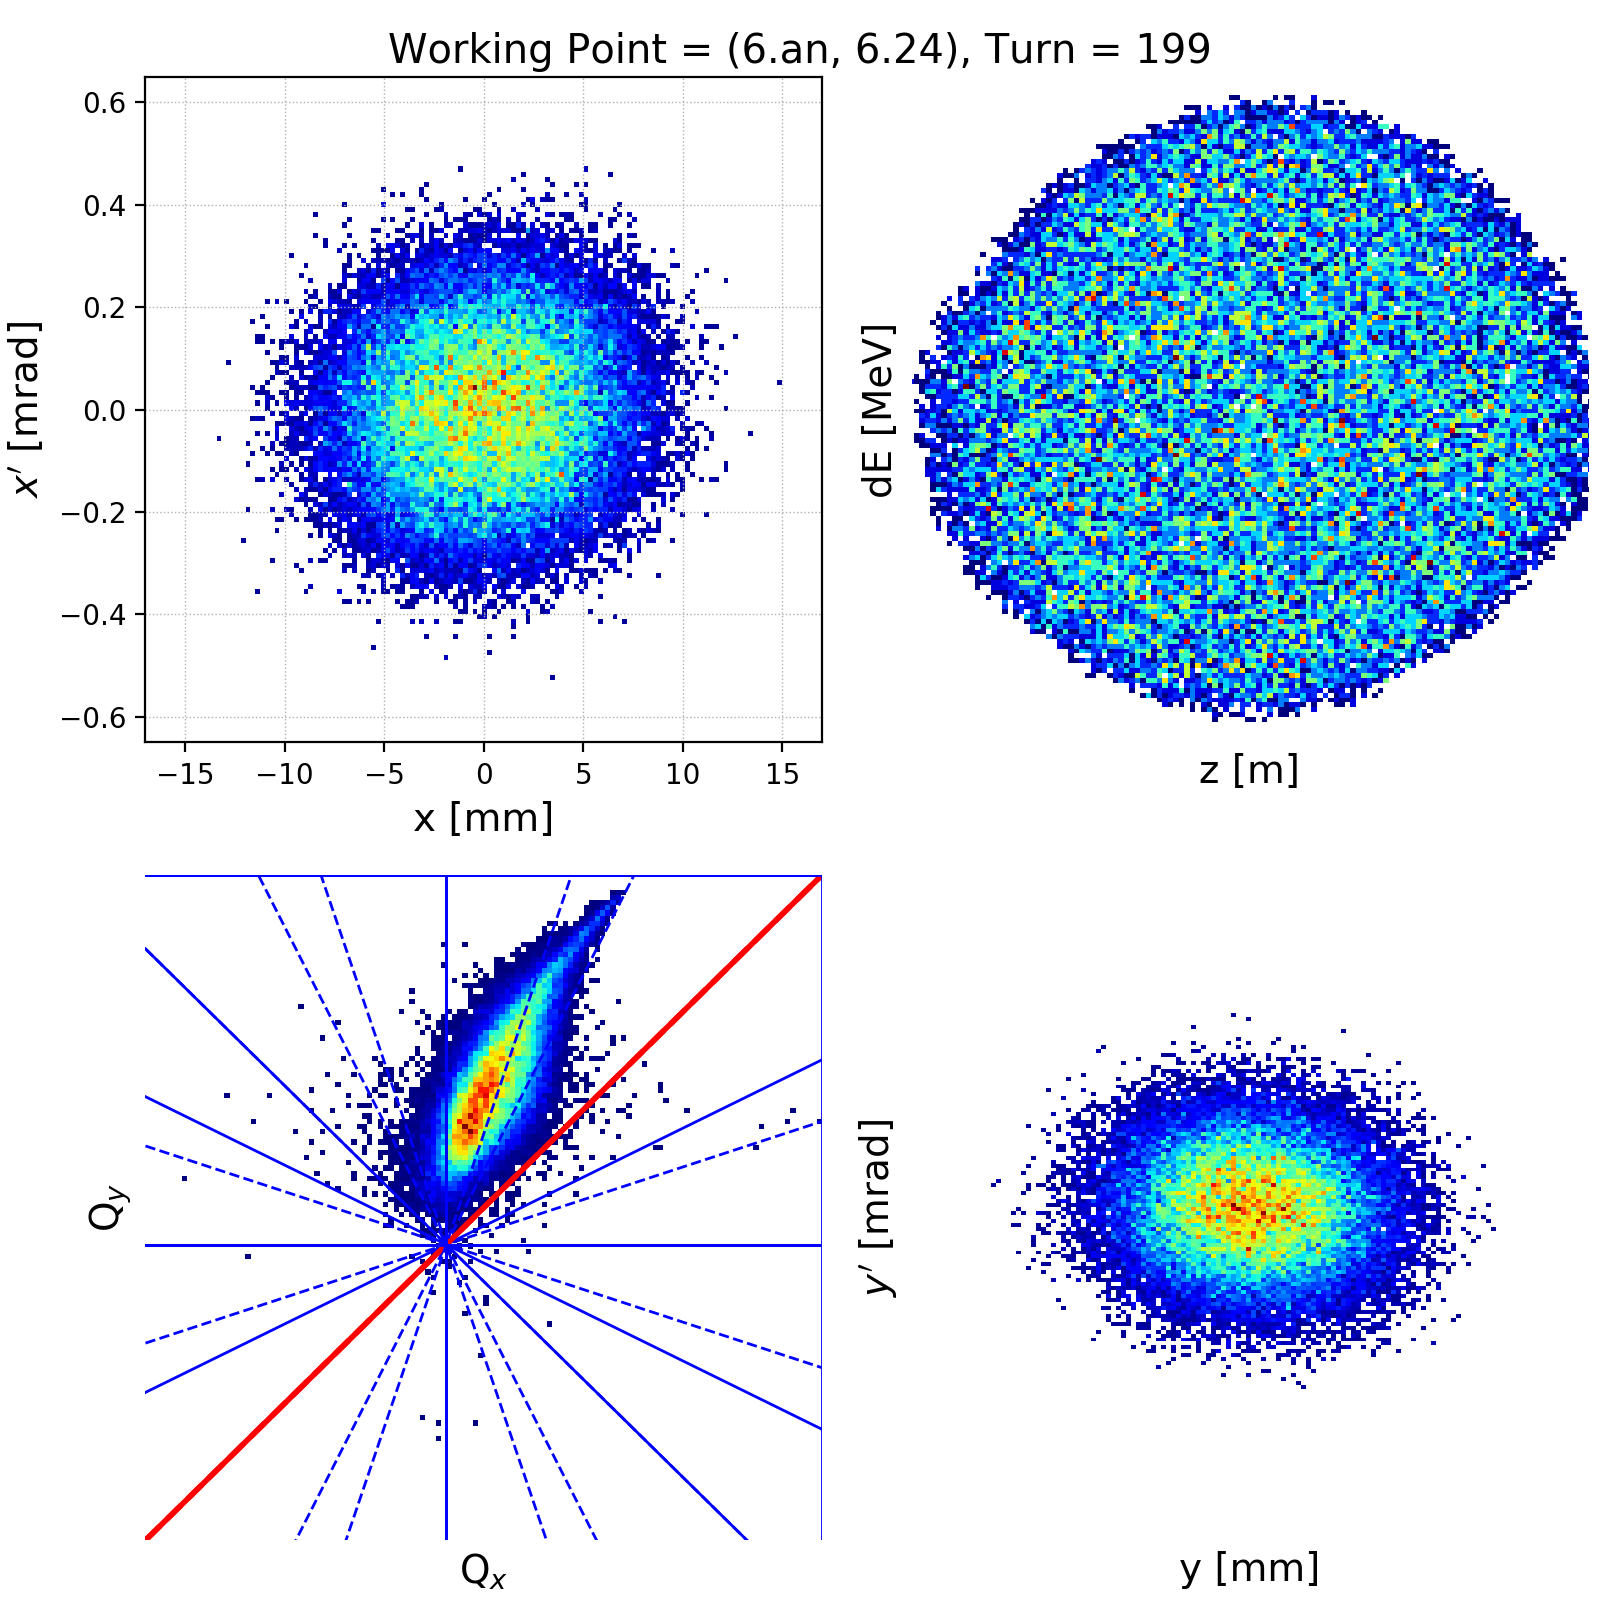 Working Point = (6.an, 6.24), Turn = 199
0.6
0.4
0.2
0.0
−0.2
−0.4
−0.6
x′ [mrad]
−15 −10 −5 0 5 10 15
x [mm]
dE [MeV]
z [m]
Qy
Qx
y′ [mrad]
y [mm]